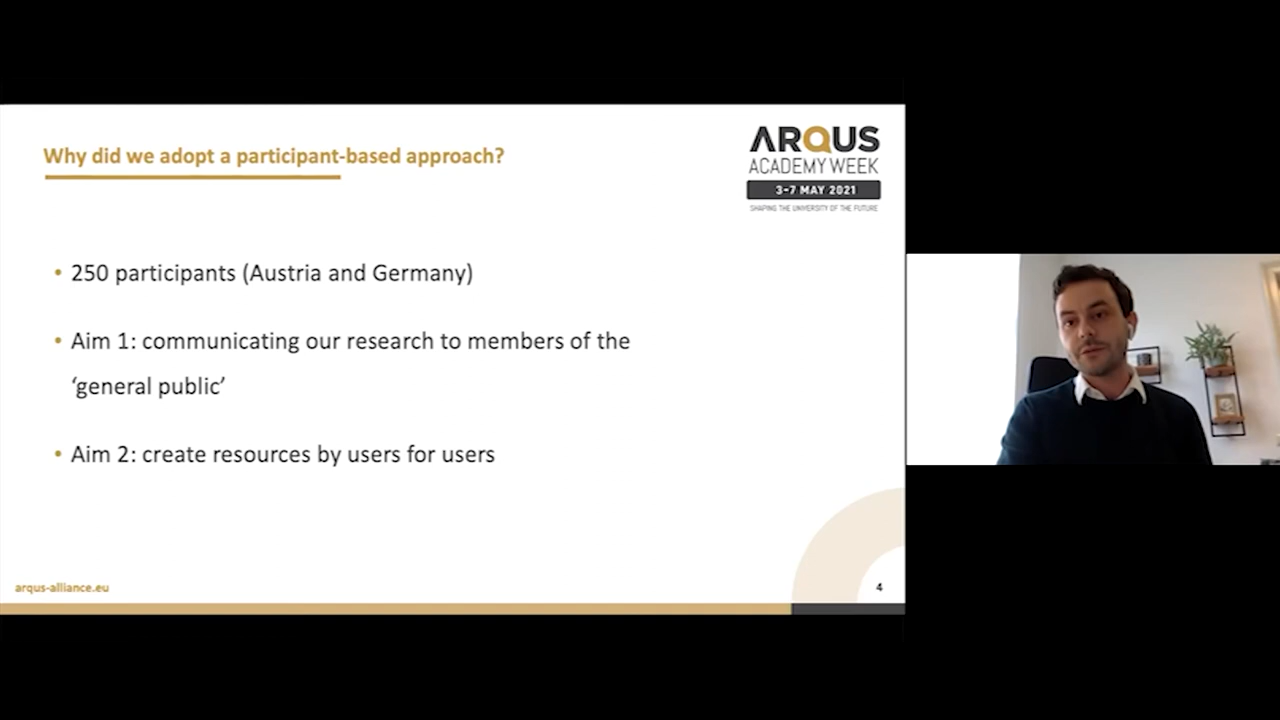 Why did we adopt a participant-based approach?
ARQUS
ACADEMY WEEK
3-7 MAY 2021
SHAPING THE UNIVERSITY OF THE FUTURE
• 250 participants (Austria and Germany)
• Aim 1: communicating our research to members of the
‘general public’
• Aim 2: create resources by users for users
arqus-alliance.eu
4